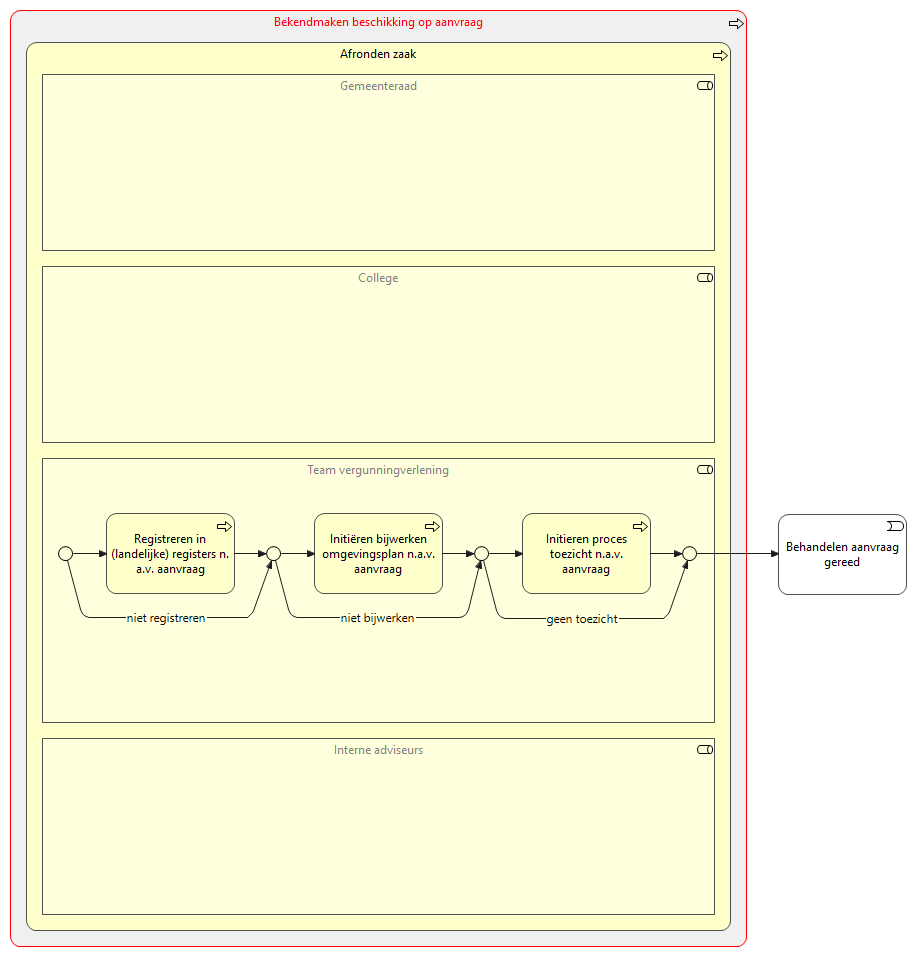 Bekendmaken beschikking op aanvraag
Afronden zaak
Gemeenteraad
College
Team vergunningverlening
Registreren in
(landelijke) registers n.
a.v. aanvraag
Initiëren bijwerken
omgevingsplan n.a.v.
aanvraag
Initieren proces
toezicht n.a.v.
aanvraag
Behandelen aanvraag
gereed
niet registreren
niet bijwerken
geen toezicht
Interne adviseurs